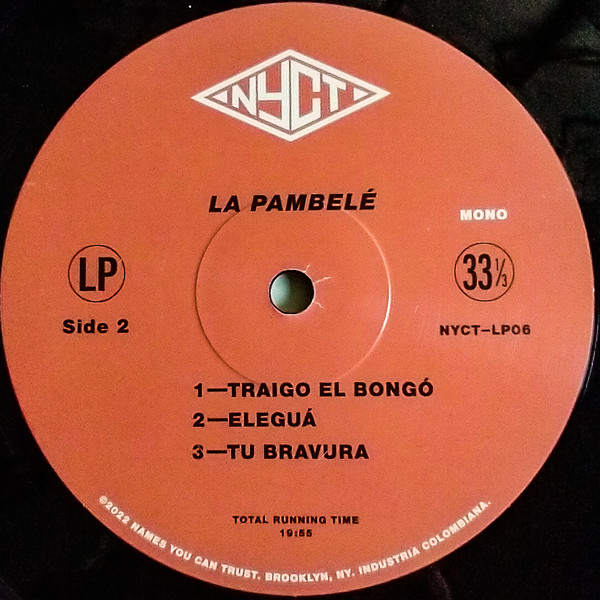 NYCT
LA PAMBELÉ
MONO
LP
33⅓
Side 2
NYCT-LP06
1—TRAIGO EL BONGÓ
2—ELEGUÁ
3—TU BRAVURA
TOTAL RUNNING TIME
19:55
©2022 NAMES YOU CAN TRUST. BROOKLYN, NY. INDUSTRIA COLOMBIANA.